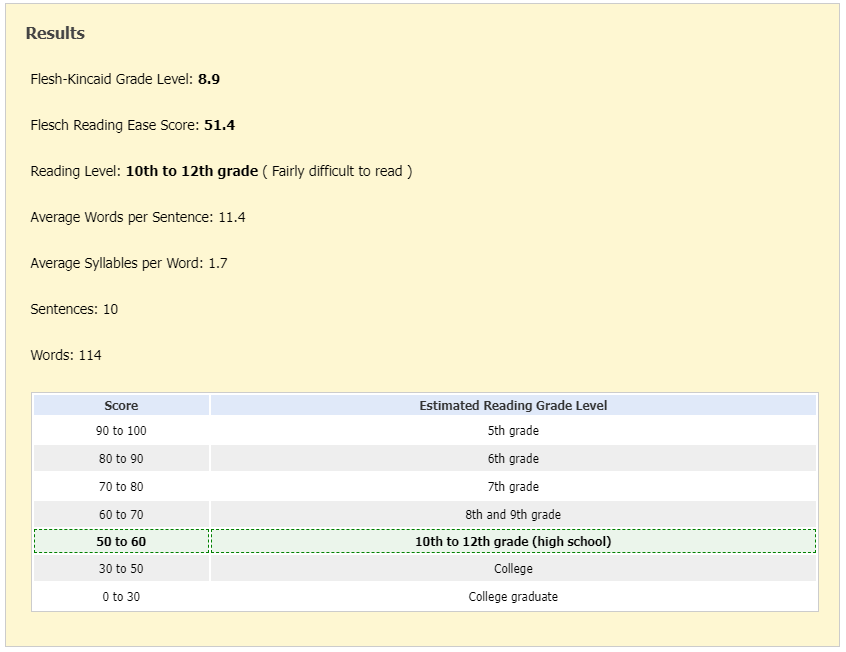 Results
Flesh-Kincaid Grade Level: 8.9
Flesch Reading Ease Score: 51.4
Reading Level: 10th to 12th grade ( Fairly difficult to read )
Average Words per Sentence: 11.4
Average Syllables per Word: 1.7
Sentences: 10
Words: 114
Score Estimated Reading Grade Level
90 to 100 5th grade
80 to 90 6th grade
70 to 80 7th grade
60 to 70 8th and 9th grade
50 to 60 10th to 12th grade (high school)
30 to 50 College
0 to 30 College graduate